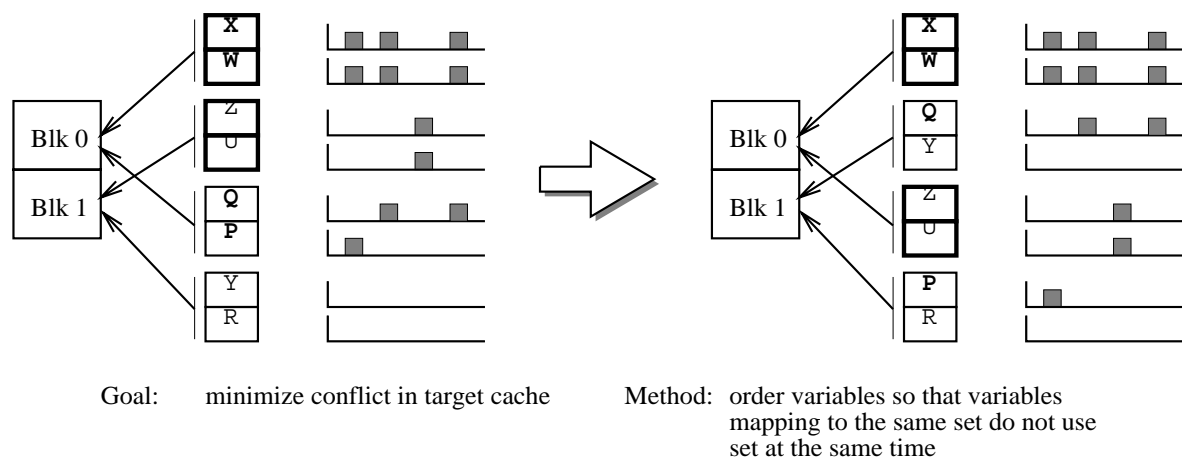 X
W
Z
U
Q
P
Y
R
Blk 0
Blk 1
X
W
Q
Y
Z
U
P
R
Blk 0
Blk 1
Goal: minimize conflict in target cache
Method: order variables so that variables
mapping to the same set do not use
set at the same time